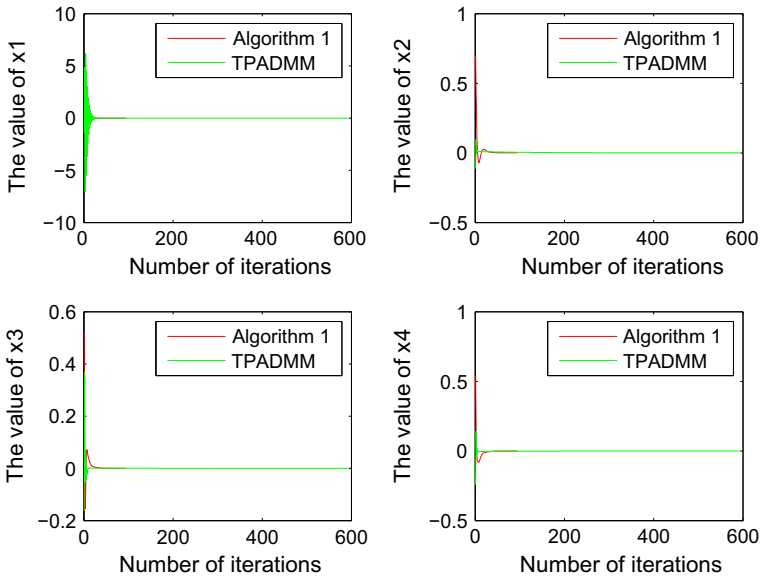 10
5
0
−5
−10
The value of x1
Algorithm 1
TPADMM
0 200 400 600
Number of iterations
1
0.5
0
−0.5
The value of x2
Algorithm 1
TPADMM
0 200 400 600
Number of iterations
0.6
0.4
0.2
0
−0.2
The value of x3
Algorithm 1
TPADMM
0 200 400 600
Number of iterations
1
0.5
0
−0.5
The value of x4
Algorithm 1
TPADMM
0 200 400 600
Number of iterations